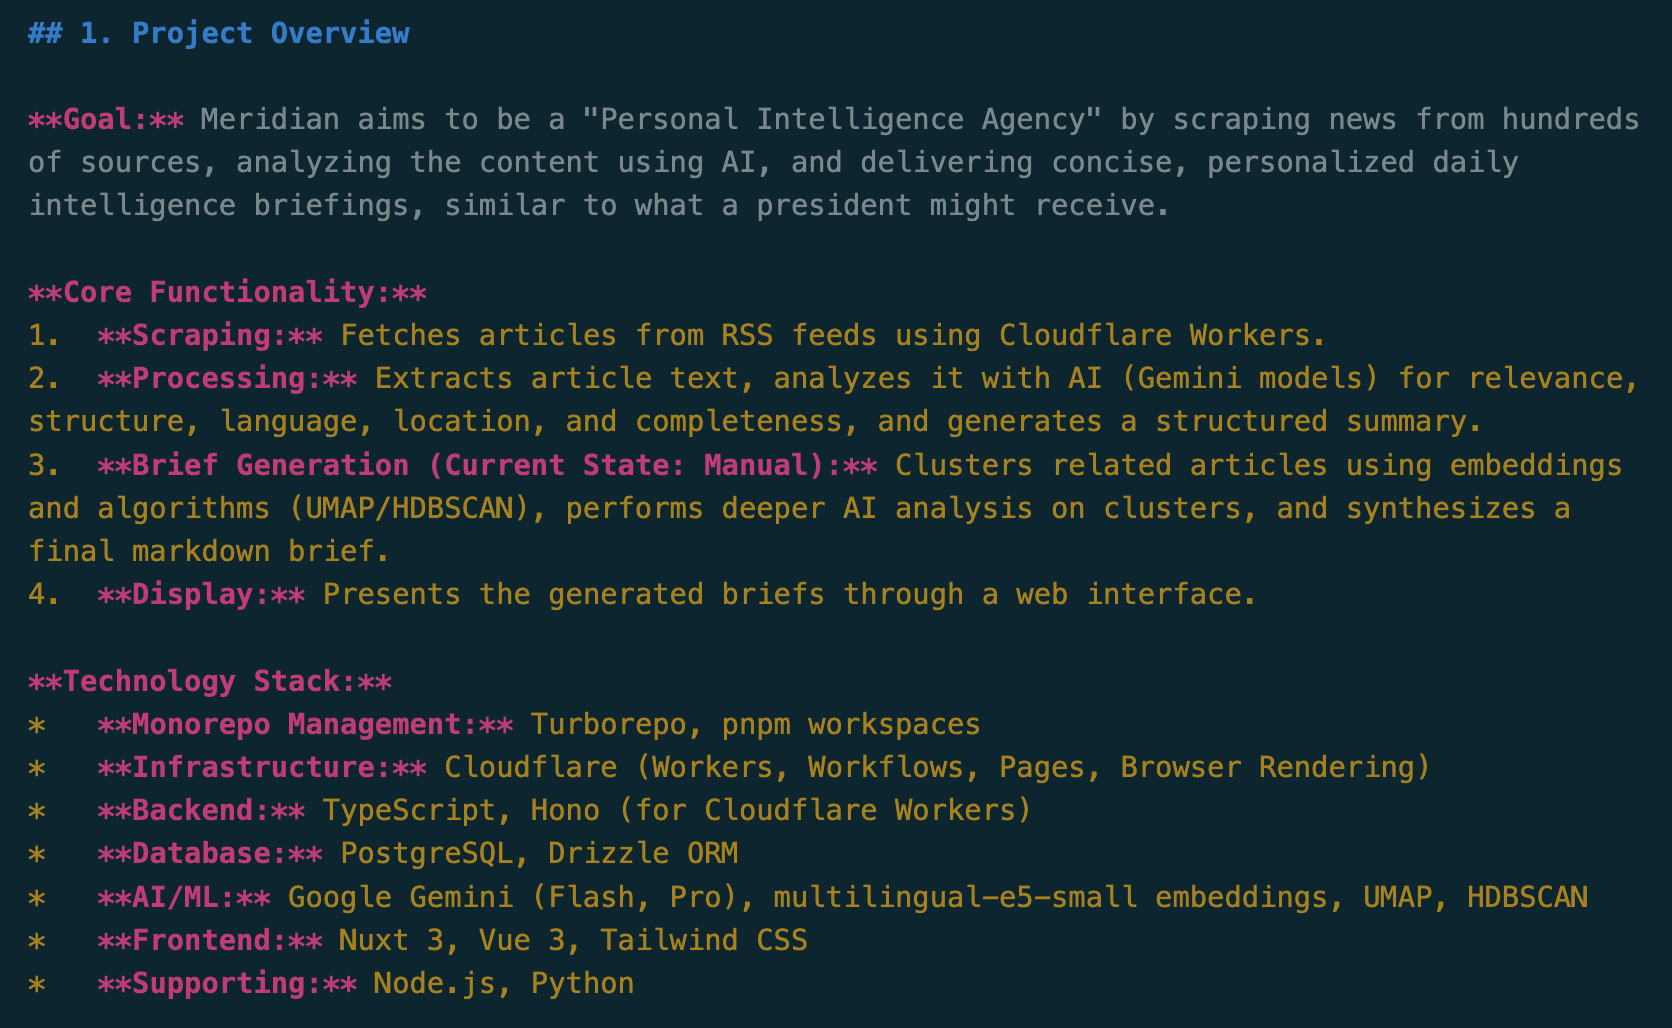 ## 1. Project Overview
**Goal:** Meridian aims to be a "Personal Intelligence Agency" by scraping news from hundreds
of sources, analyzing the content using AI, and delivering concise, personalized daily
intelligence briefings, similar to what a president might receive.
**Core Functionality:**
1.  **Scraping:** Fetches articles from RSS feeds using Cloudflare Workers.
2.  **Processing:** Extracts article text, analyzes it with AI (Gemini models) for relevance,
structure, language, location, and completeness, and generates a structured summary.
3.  **Brief Generation (Current State: Manual):** Clusters related articles using embeddings
and algorithms (UMAP/HDBSCAN), performs deeper AI analysis on clusters, and synthesizes a
final markdown brief.
4.  **Display:** Presents the generated briefs through a web interface.
**Technology Stack:**
*   **Monorepo Management:** Turborepo, pnpm workspaces
*   **Infrastructure:** Cloudflare (Workers, Workflows, Pages, Browser Rendering)
*   **Backend:** TypeScript, Hono (for Cloudflare Workers)
*   **Database:** PostgreSQL, Drizzle ORM
*   **AI/ML:** Google Gemini (Flash, Pro), multilingual-e5-small embeddings, UMAP, HDBSCAN
*   **Frontend:** Nuxt 3, Vue 3, Tailwind CSS
*   **Supporting:** Node.js, Python